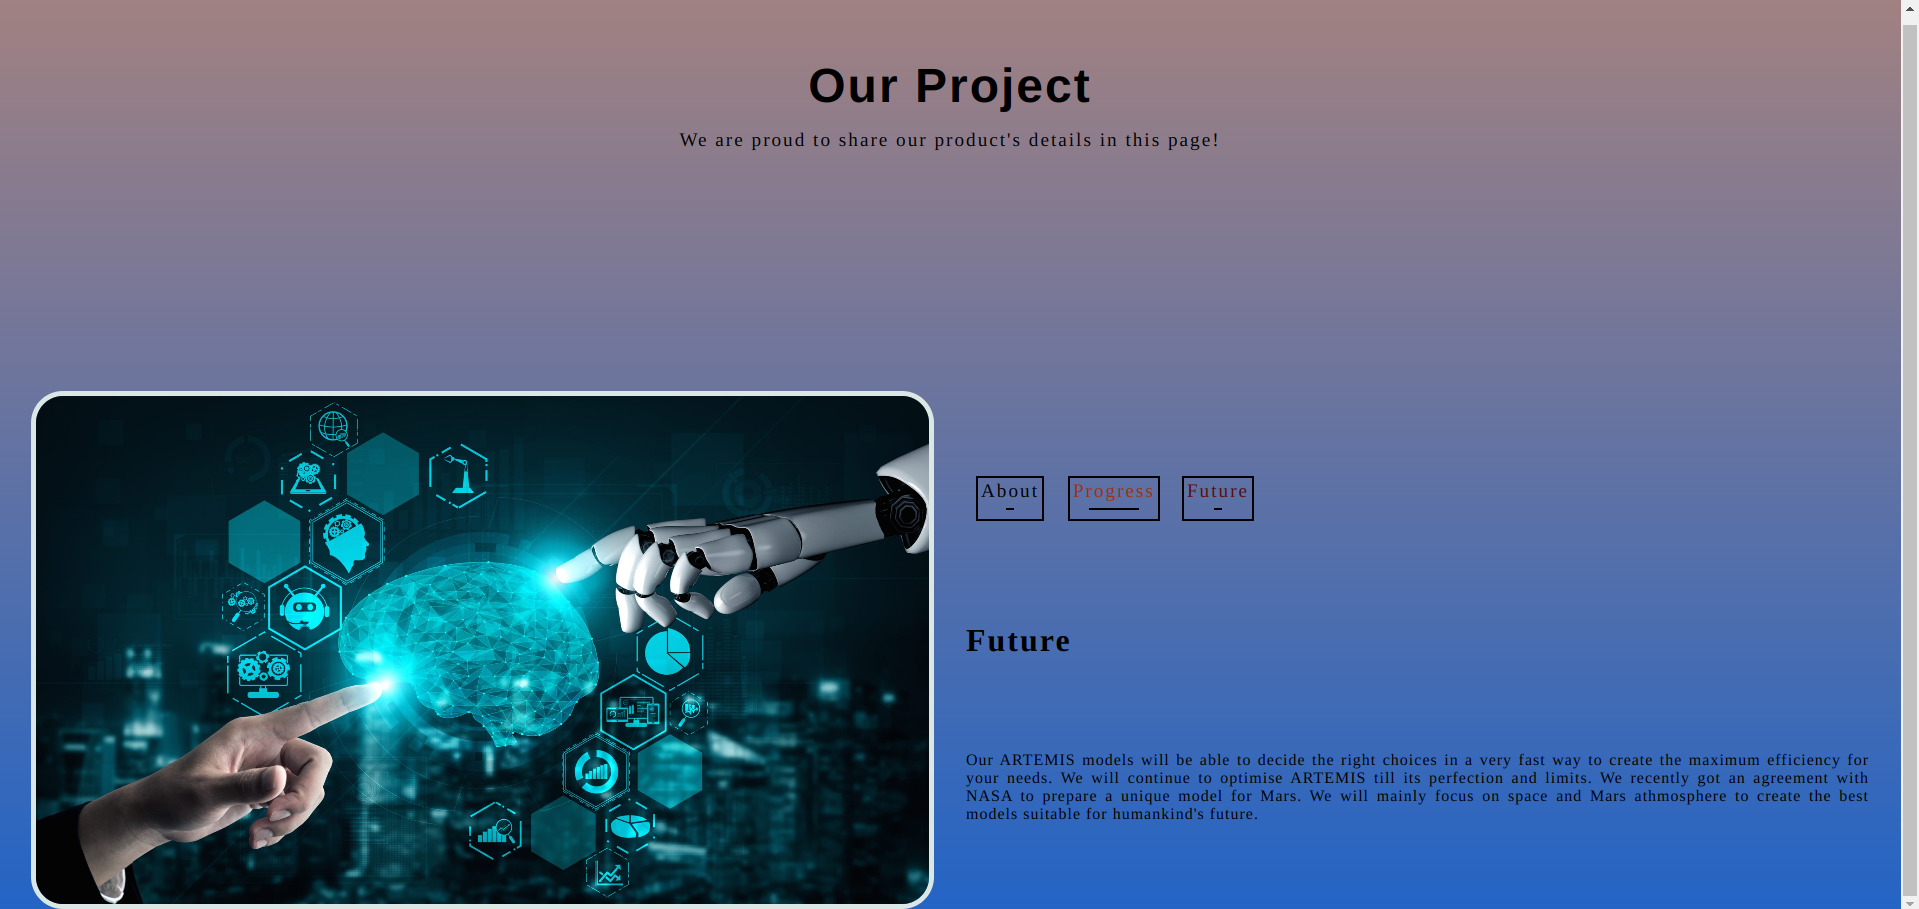 Our Project
We are proud to share our product's details in this page!
About
Progress
Future
Future
Our ARTEMIS models will be able to decide the right choices in a very fast way to create the maximum efficiency for
your needs. We will continue to optimise ARTEMIS till its perfection and limits. We recently got an agreement with
NASA to prepare a unique model for Mars. We will mainly focus on space and Mars athmosphere to create the best
models suitable for humankind's future.